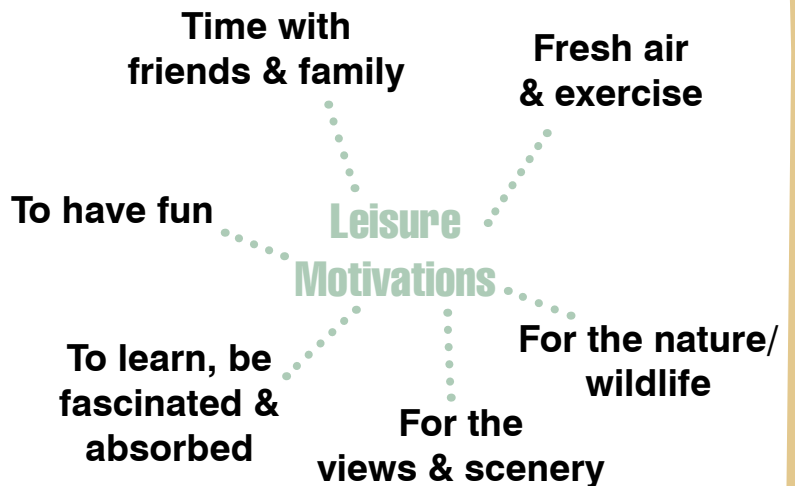 Time with
friends & family
Fresh air
& exercise
To have fun
Leisure
Motivations
For the nature/
wildlife
To learn, be
fascinated &
absorbed
For the
views & scenery